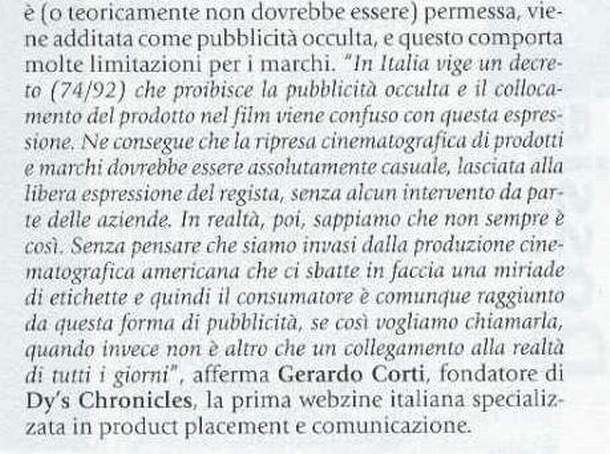 è (o teoricamente non dovrebbe essere) permessa, vie-
ne additata come pubblicità occulta, e questo comporta
molte limitazioni per i marchi. "In Italia vige un decre-
to (74/92) che proibisce la pubblicità occulta e il colloca-
mento del prodotto nel film viene confuso con questa espres-
sione. Ne consegue che la ripresa cinematografica di prodotti
e marchi dovrebbe essere assolutamente casuale, lasciata alla
libera espressione del regista, senza alcun intervento da par-
te delle aziende. In realtà, poi, sappiamo che non sempre è
così. Senza pensare che siamo invasi dalla produzione cine-
matografica americana che ci sbatte in faccia una miriade
di etichette e quindi il consumatore è comunque raggiunto
da questa forma di pubblicità, se così vogliamo chiamarla,
quando invece non è altro che un collegamento alla realtà
di tutti i giorni", afferma Gerardo Corti, fondatore di
Dy's Chronicles, la prima webzine italiana specializ-
zata in product placement e comunicazione.